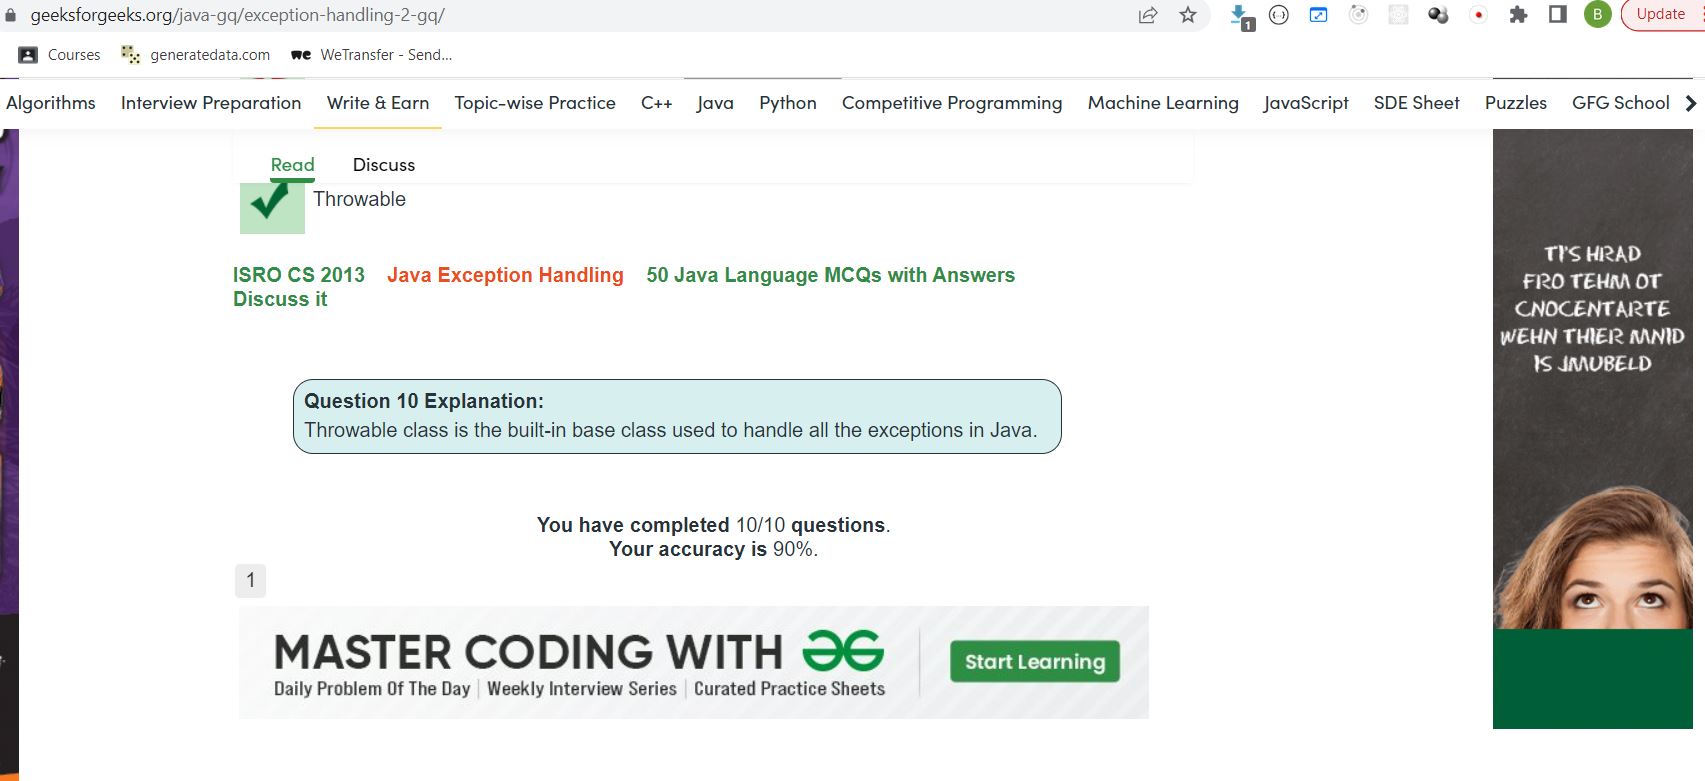 geeksforgeeks.org/java-gq/exception-handling-2-gq/
1
B
Update
Courses
generatedata.com
we WeTransfer - Send...
Algorithms Interview Preparation Write & Earn Topic-wise Practice C++ Java Python Competitive Programming Machine Learning JavaScript SDE Sheet Puzzles GFG School
Read Discuss
Throwable
ISRO CS 2013 Java Exception Handling 50 Java Language MCQs with Answers
Discuss it
Question 10 Explanation:
Throwable class is the built-in base class used to handle all the exceptions in Java.
You have completed 10/10 questions.
Your accuracy is 90%.
1
MASTER CODING WITH
Daily Problem Of The Day | Weekly Interview Series | Curated Practice Sheets
Start Learning
TI'S HRAD
FRO TEHM OT
CNOCENTARTE
WEHN THIER MNID
IS JMUBELD